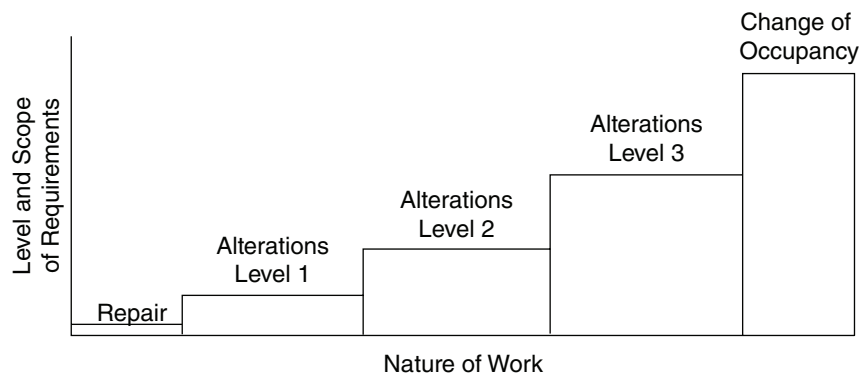 Change of
Occupancy
Alterations
Level 3
Alterations
Level 2
Alterations
Level 1
Repair
Level and Scope
of Requirements
Nature of Work